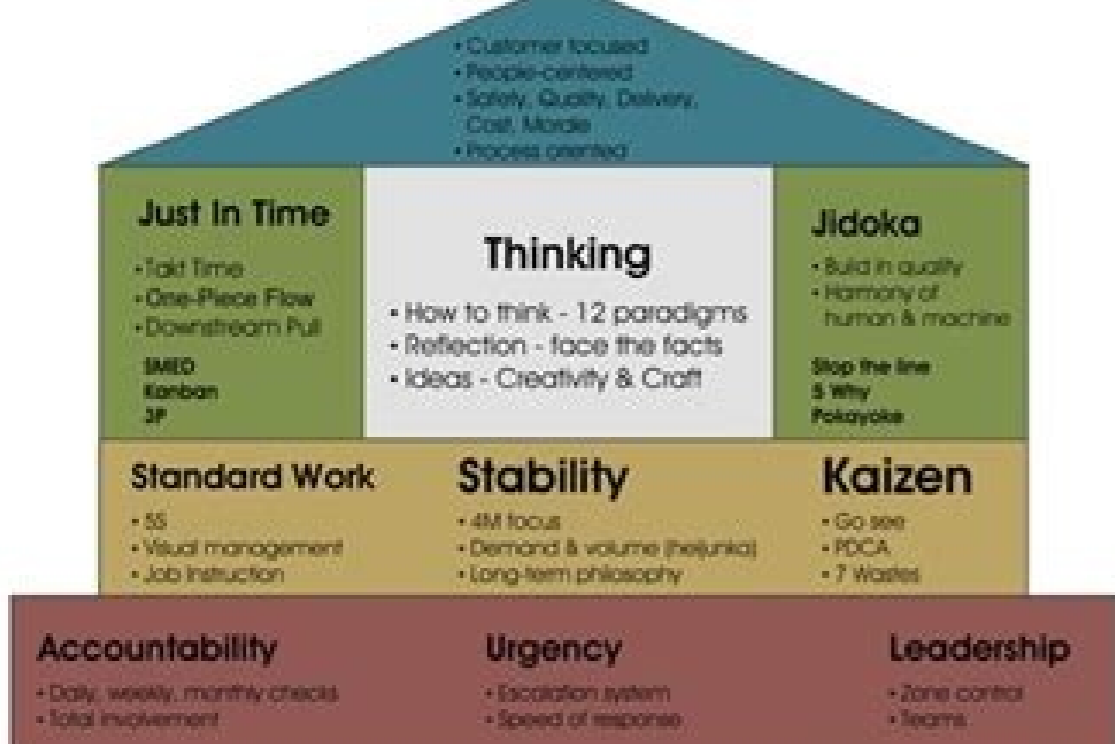 • Customer focused
• People-centered
• Safety, Quality, Delivery,
Cost, Morale
• Process oriented
Just In Time
• Takt Time
• One-Piece Flow
• Downstream Pull
SMED
Kanban
3P
Thinking
• How to think - 12 paradigms
• Reflection - face the facts
• Ideas - Creativity & Craft
Jidoka
• Build in quality
• Harmony of
human & machine
Stop the line
5 Why
Pokayoke
Standard Work
• 5S
• Visual management
• Job Instruction
Stability
• 4M focus
• Demand & volume (heijunka)
• Long-term philosophy
Kaizen
• Go see
• PDCA
• 7 Wastes
Accountability
• Daily, weekly, monthly checks
• Total involvement
Urgency
• Escalation system
• Speed of response
Leadership
• Zone control
• Teams